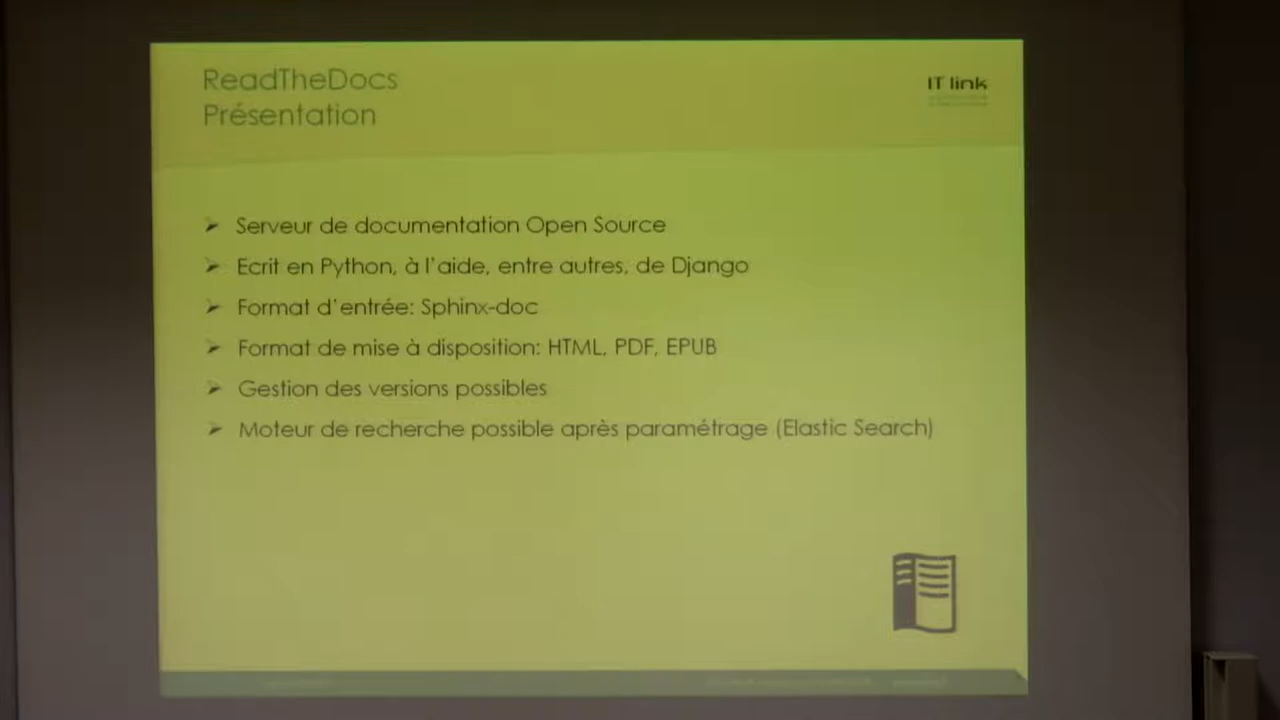 ReadTheDocs
Présentation
IT link
Serveur de documentation Open Source
Ecrit en Python, à l'aide, entre autres, de Django
Format d'entrée: Sphinx-doc
Format de mise à disposition: HTML, PDF, EPUB
Gestion des versions possibles
Moteur de recherche possible après paramétrage (Elastic Search)